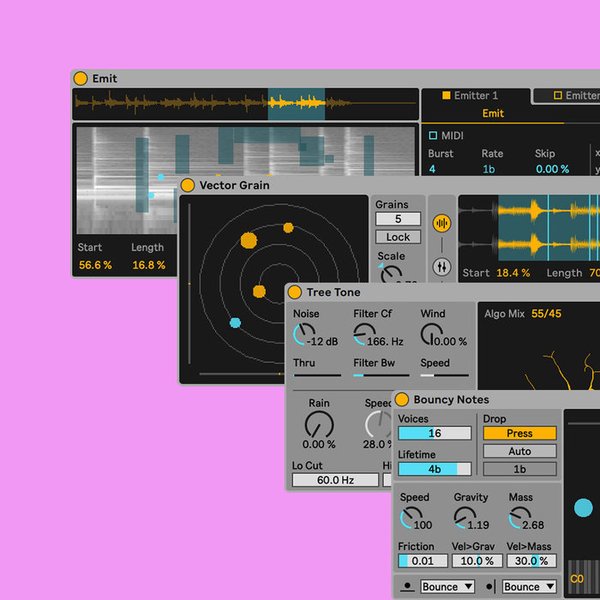 Emit
Emitter 1
Emitter
Emit
MIDI
Burst Rate Skip x
4 1b 0.00 % y
Start Length
56.6 % 16.8 %
Vector Grain
Grains
5
Lock
Scale
Start 18.4 % Length 70
Tree Tone
Noise Filter Cf Wind
-12 dB 166. Hz 0.00 %
Thru Filter Bw Speed
Algo Mix 55/45
Rain Speed
0.00 % 28.0
Lo Cut Hi
60.0 Hz
Bouncy Notes
Voices Drop
16 Press
Auto
Lifetime
4b 1b
Speed Gravity Mass
100 1.19 2.68
Friction Vel>Grav Vel>Mass
0.01 10.0 % 30.0 %
Bounce Bounce
C0